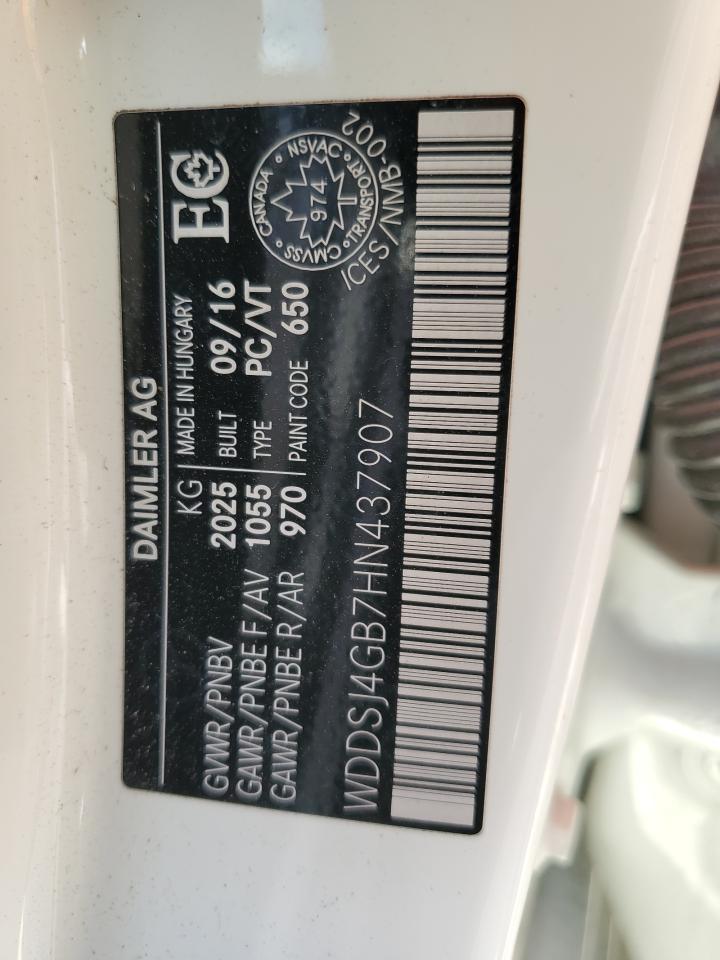 DAIMLER AG
KG | MADE IN HUNGARY
GVWR/PNBV 2025 BUILT 09/16
GAWR/PNBE F/AV 1055 TYPE PC/VT
GAWR/PNBE R/AR 970 | PAINT CODE 650
EC
CANADA • NSVAC • TRANSPORT • CMVSS •
974
ICES/NMB-002
WDDSJ4GB7HN437907